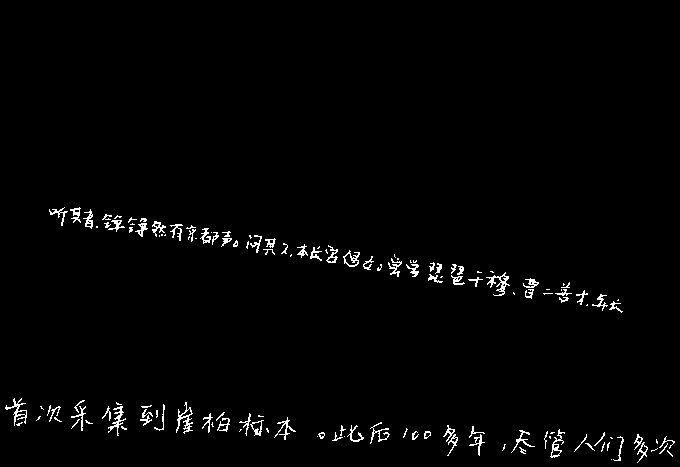 听其音,铮铮然有京都声。问其人,本长安倡女。尝学琵琶于穆、曹二善才,年长
首次采集到崖柏标本。此后100多年,尽管人们多次